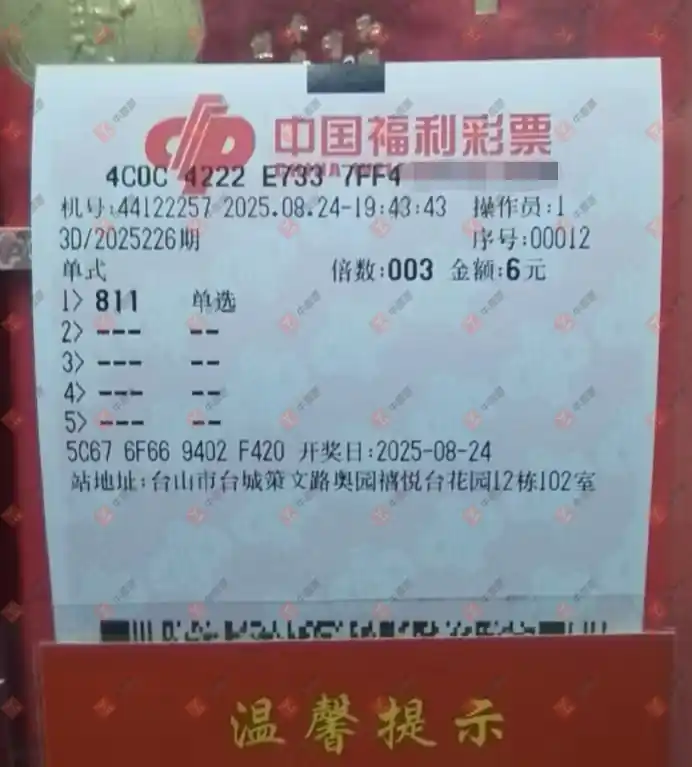 中国福利彩票
4C0C 4222 E733 7FF4
机号:44122257 2025.08.24-19:43:43 操作员:1
3D/2025226期 序号:00012
单式 倍数:003 金额:6元
1> 811 单选
2> --- --
3> --- --
4> --- --
5> --- --
5C67 6F66 9402 F420 开奖日:2025-08-24
站地址:台山市台城策文路奥园禧悦台花园12栋102室
温馨提示